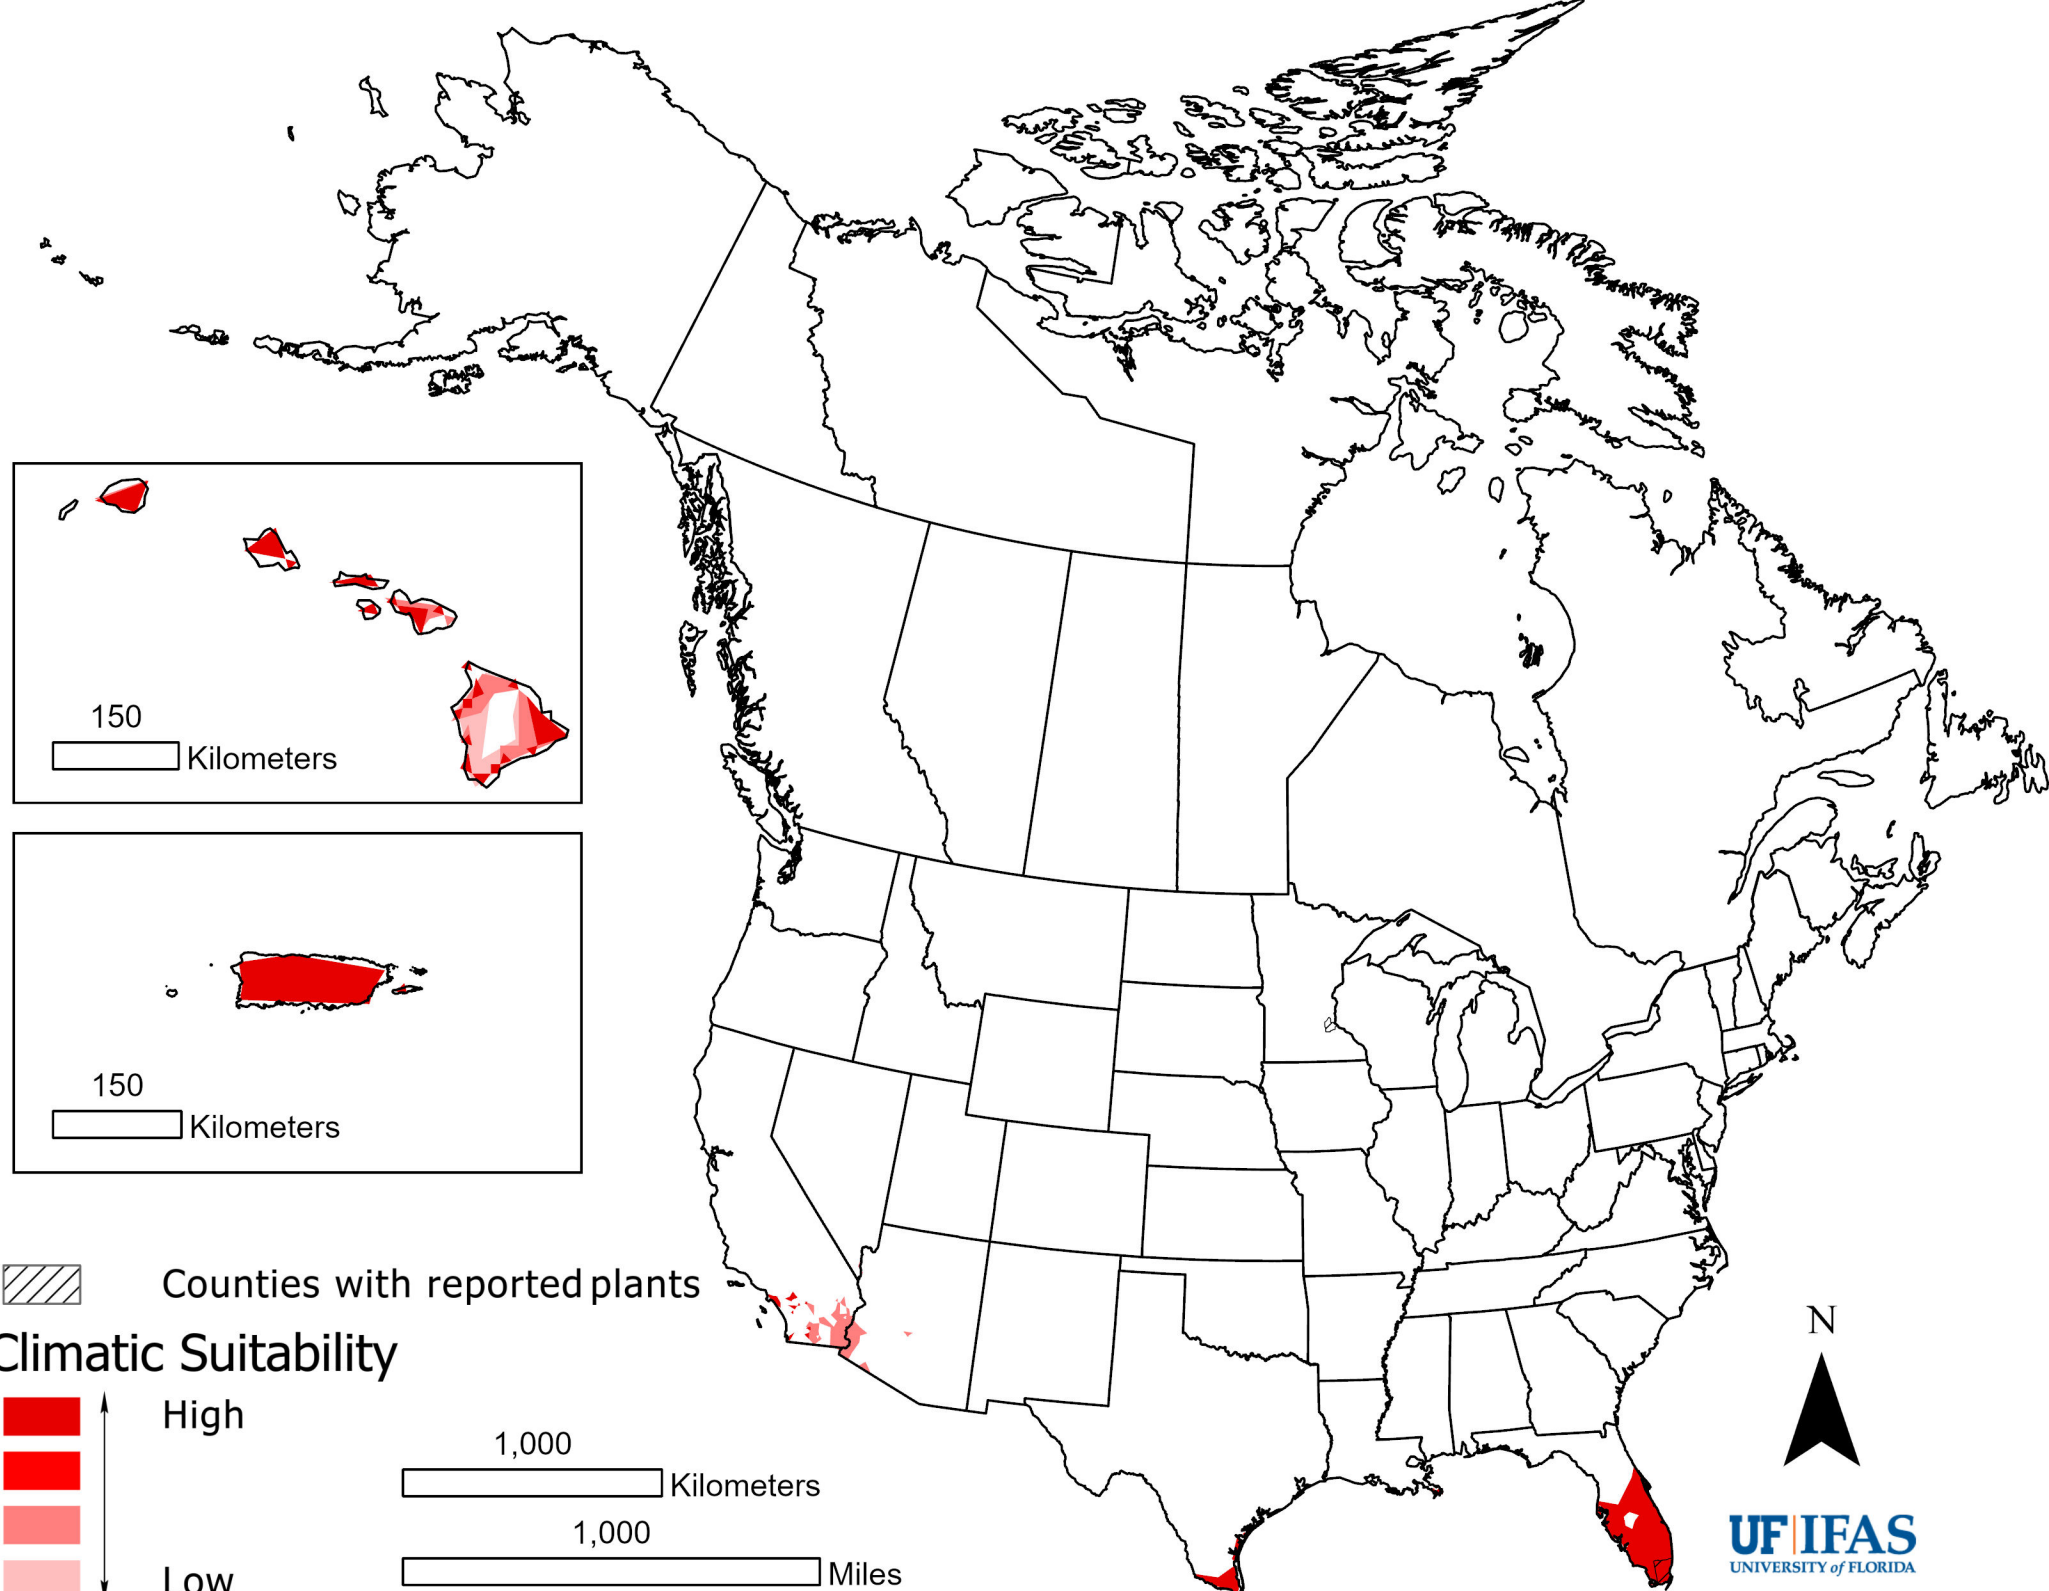 150
Kilometers
150
Kilometers
Counties with reported plants
Climatic Suitability
High
Low
1,000
Kilometers
1,000
Miles
N
UF|IFAS
UNIVERSITY of FLORIDA